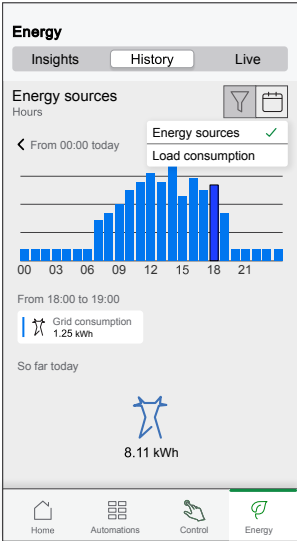 Energy
Insights History Live
Energy sources
Hours
Energy sources
Load consumption
From 00:00 today
00 03 06 09 12 15 18 21
From 18:00 to 19:00
Grid consumption
1.25 kWh
So far today
8.11 kWh
Home Automations Control Energy